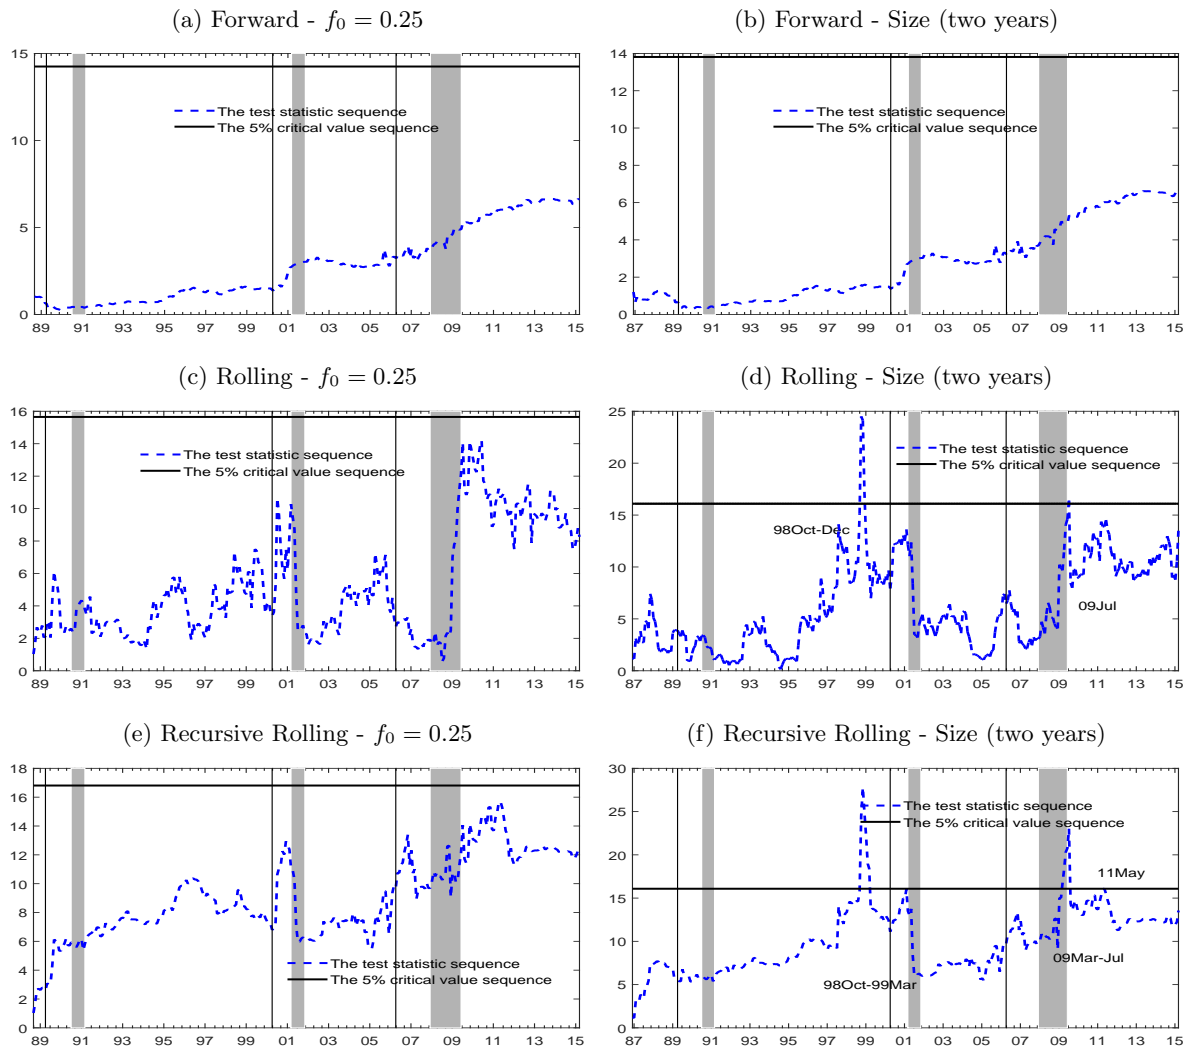 (a) Forward - f₀ = 0.25
15
10
5
0
The test statistic sequence
The 5% critical value sequence
89 91 93 95 97 99 01 03 05 07 09 11 13 15
(b) Forward - Size (two years)
14
12
10
8
6
4
2
0
The test statistic sequence
The 5% critical value sequence
87 89 91 93 95 97 99 01 03 05 07 09 11 13 15
(c) Rolling - f₀ = 0.25
16
14
12
10
8
6
4
2
0
The test statistic sequence
The 5% critical value sequence
89 91 93 95 97 99 01 03 05 07 09 11 13 15
(d) Rolling - Size (two years)
25
20
15
10
5
0
The test statistic sequence
The 5% critical value sequence
98Oct-Dec
09Jul
87 89 91 93 95 97 99 01 03 05 07 09 11 13 15
(e) Recursive Rolling - f₀ = 0.25
18
16
14
12
10
8
6
4
2
0
The test statistic sequence
The 5% critical value sequence
89 91 93 95 97 99 01 03 05 07 09 11 13 15
(f) Recursive Rolling - Size (two years)
30
25
20
15
10
5
0
The test statistic sequence
The 5% critical value sequence
11May
09Mar-Jul
98Oct-99Mar
87 89 91 93 95 97 99 01 03 05 07 09 11 13 15